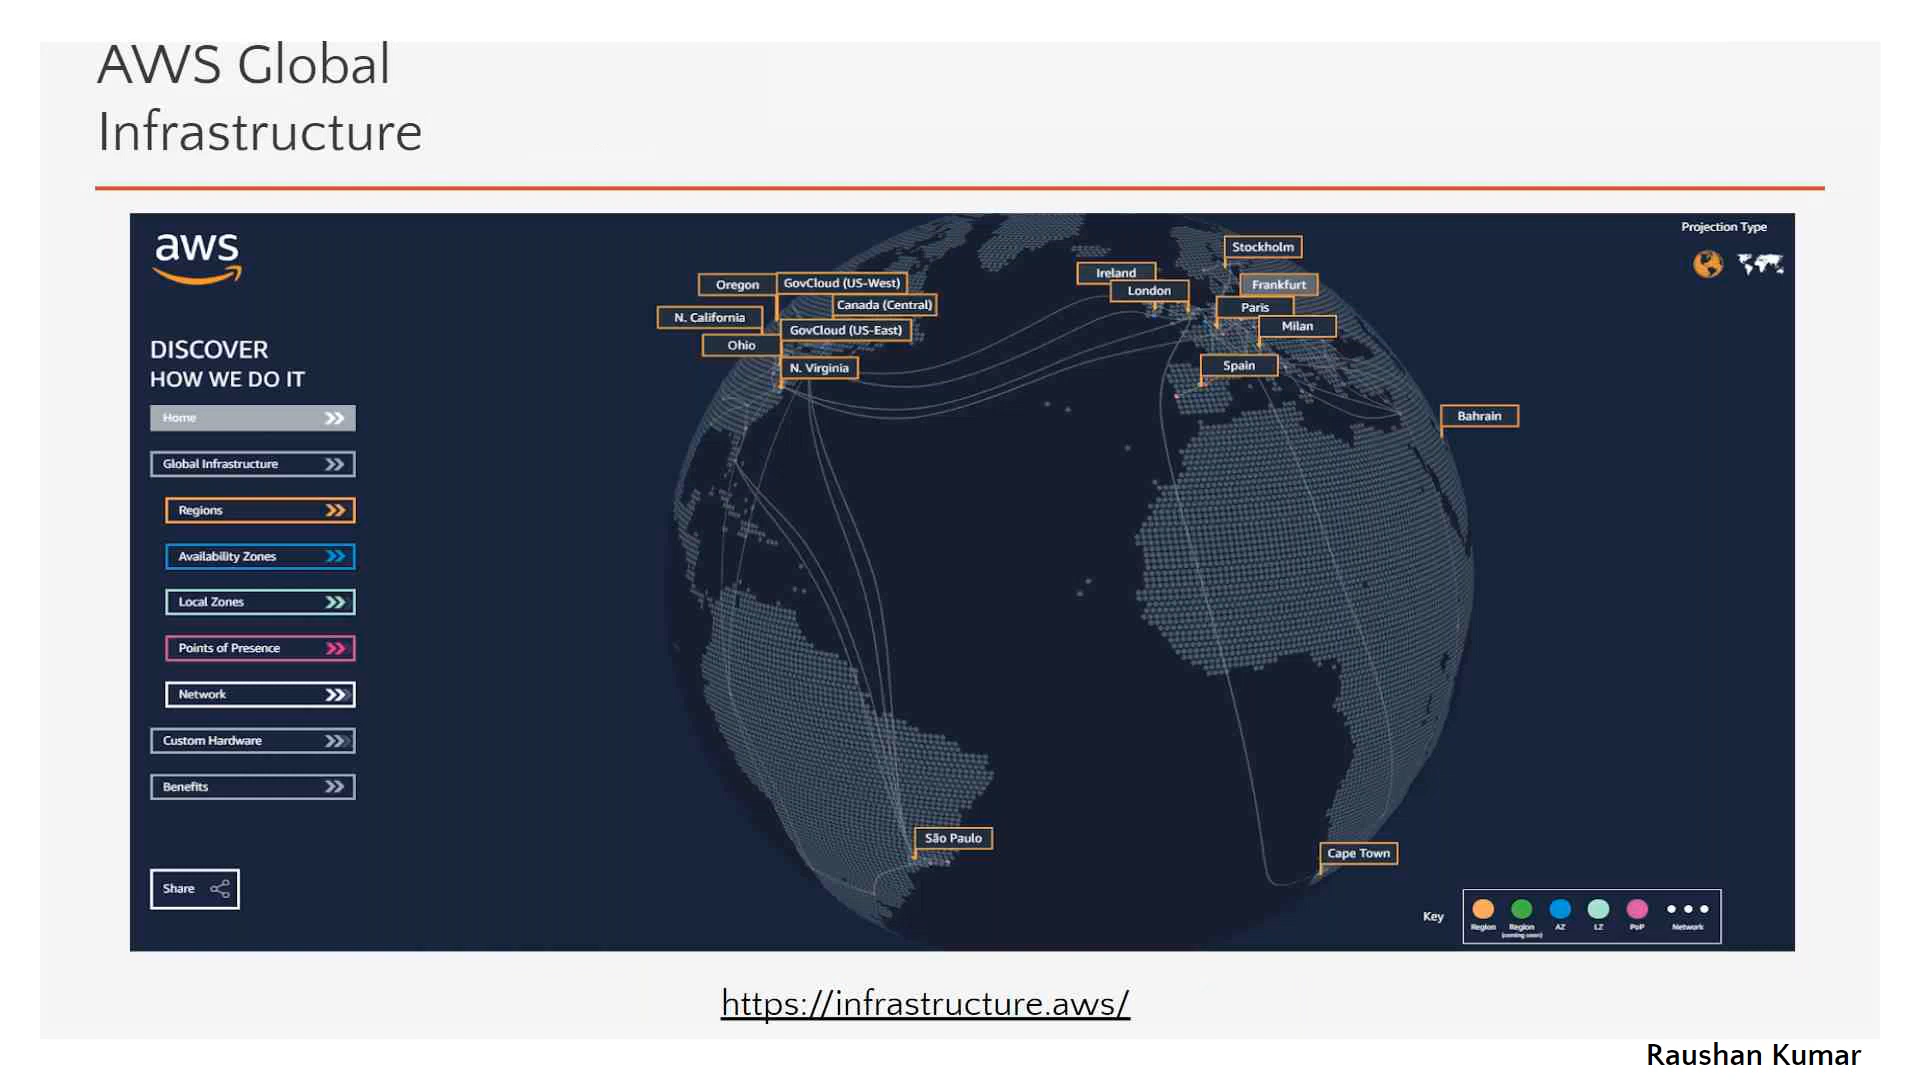 AWS Global
Infrastructure
aws
Projection Type
DISCOVER
HOW WE DO IT
Home
Global Infrastructure
Regions
Availability Zones
Local Zones
Points of Presence
Network
Custom Hardware
Benefits
Share
Oregon
GovCloud (US-West)
Canada (Central)
N. California
GovCloud (US-East)
Ohio
N. Virginia
Stockholm
Ireland
London
Frankfurt
Paris
Milan
Spain
Bahrain
São Paulo
Cape Town
Key
Region
Region
(coming soon)
AZ
LZ
PoP
Network
https://infrastructure.aws/
Raushan Kumar